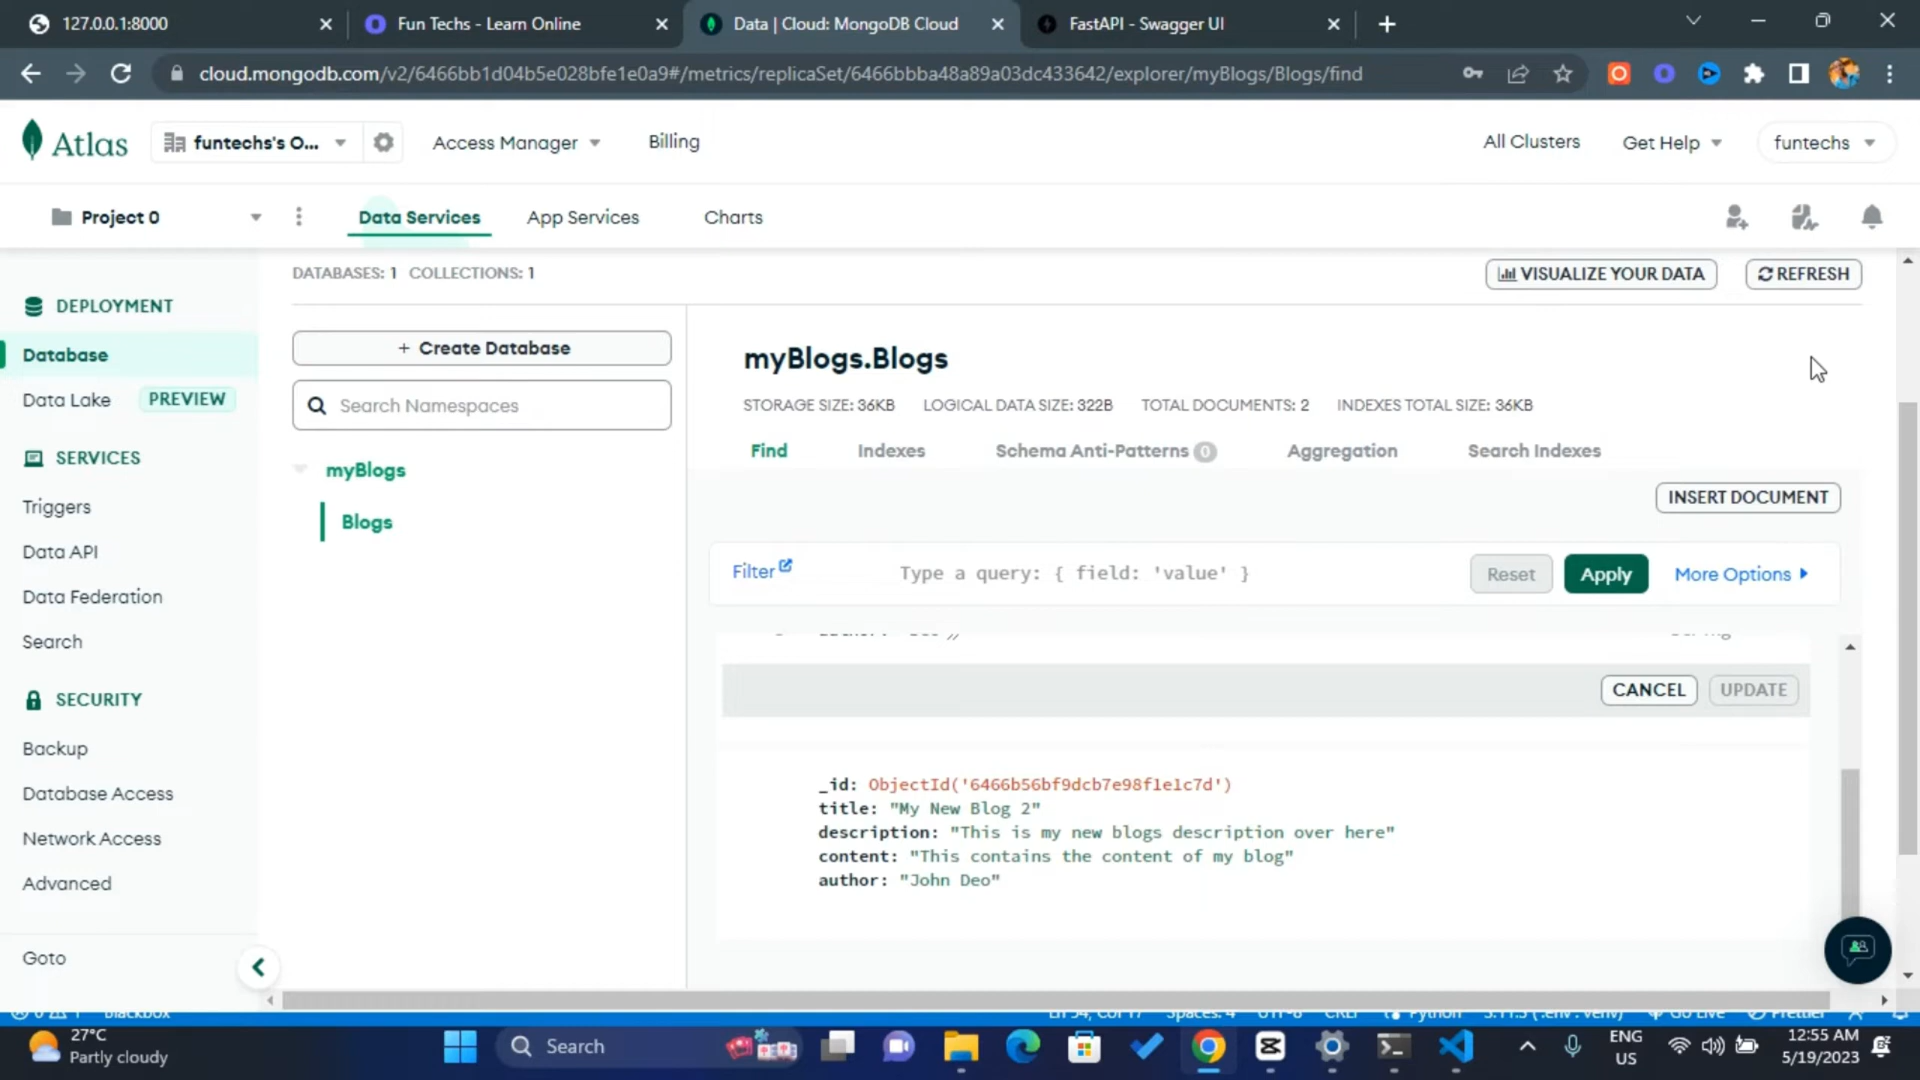 127.0.0.1:8000
Fun Techs - Learn Online
Data | Cloud: MongoDB Cloud
FastAPI - Swagger UI
cloud.mongodb.com/v2/6466bb1d04b5e028bfe1e0a9#/metrics/replicaSet/6466bbba48a89a03dc433642/explorer/myBlogs/Blogs/find
Atlas
funtechs's O...
Access Manager
Billing
All Clusters
Get Help
funtechs
Project 0
Data Services
App Services
Charts
DATABASES: 1 COLLECTIONS: 1
VISUALIZE YOUR DATA
REFRESH
DEPLOYMENT
Database
Data Lake PREVIEW
SERVICES
Triggers
Data API
Data Federation
Search
SECURITY
Backup
Database Access
Network Access
Advanced
Goto
+ Create Database
Search Namespaces
myBlogs
Blogs
myBlogs.Blogs
STORAGE SIZE: 36KB LOGICAL DATA SIZE: 322B TOTAL DOCUMENTS: 2 INDEXES TOTAL SIZE: 36KB
Find
Indexes
Schema Anti-Patterns 0
Aggregation
Search Indexes
INSERT DOCUMENT
Filter
Type a query: { field: 'value' }
Reset
Apply
More Options
CANCEL
UPDATE
_id: ObjectId('6466b56bf9dcb7e98f1e1c7d')
title: "My New Blog 2"
description: "This is my new blogs description over here"
content: "This contains the content of my blog"
author: "John Deo"
Blackbox
Python
Go Live
Prettier
27°C
Partly cloudy
Search
ENG
US
12:55 AM
5/19/2023